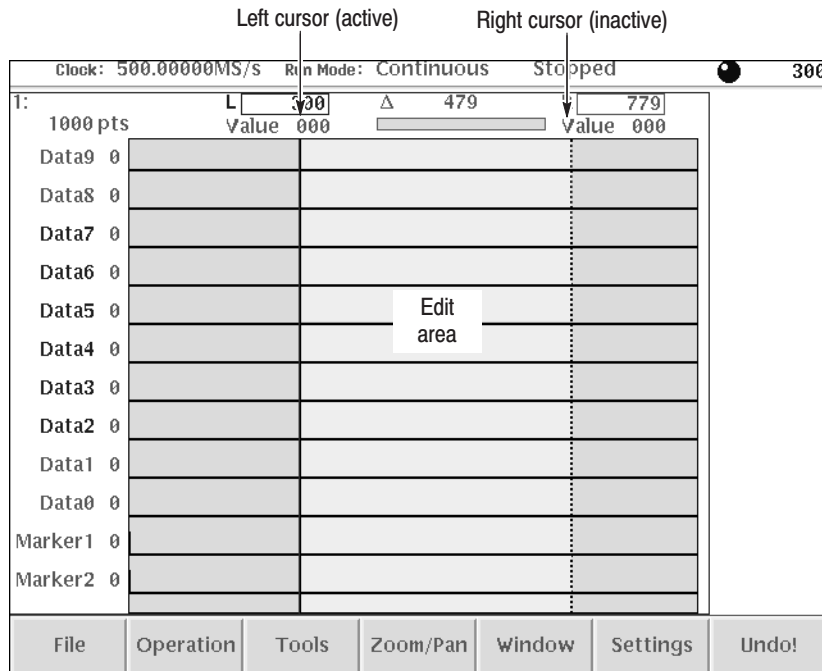 Left cursor (active) Right cursor (inactive)
Clock: 500.00000MS/s Run Mode: Continuous Stopped 300
1: L 300 Δ 479 779
1000 pts Value 000 Value 000
Data9 0
Data8 0
Data7 0
Data6 0
Data5 0
Edit
area
Data4 0
Data3 0
Data2 0
Data1 0
Data0 0
Marker1 0
Marker2 0
File Operation Tools Zoom/Pan Window Settings Undo!